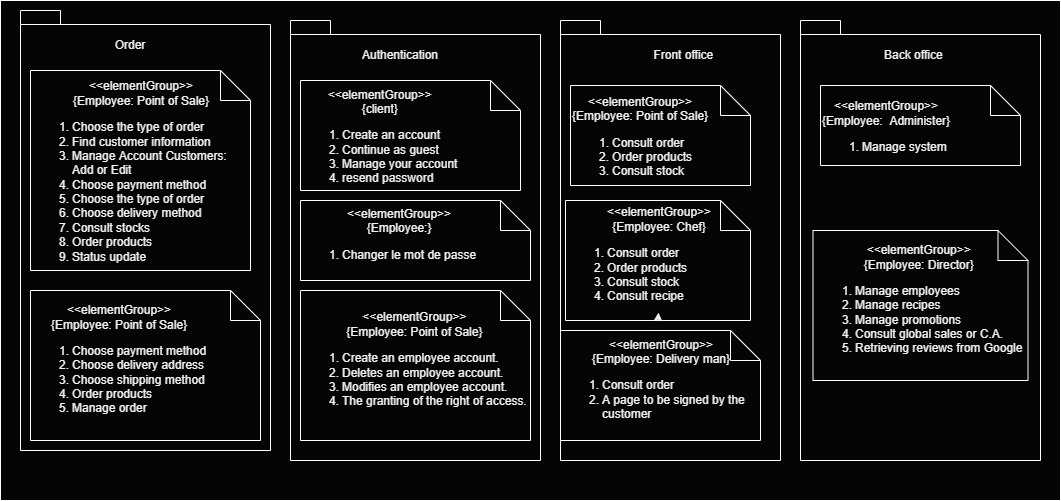 Order
<<elementGroup>>
{Employee: Point of Sale}
1. Choose the type of order
2. Find customer information
3. Manage Account Customers:
Add or Edit
4. Choose payment method
5. Choose the type of order
6. Choose delivery method
7. Consult stocks
8. Order products
9. Status update
<<elementGroup>>
{Employee: Point of Sale}
1. Choose payment method
2. Choose delivery address
3. Choose shipping method
4. Order products
5. Manage order
Authentication
<<elementGroup>>
{client}
1. Create an account
2. Continue as guest
3. Manage your account
4. resend password
<<elementGroup>>
{Employee:}
1. Changer le mot de passe
<<elementGroup>>
{Employee: Point of Sale}
1. Create an employee account.
2. Deletes an employee account.
3. Modifies an employee account.
4. The granting of the right of access.
Front office
<<elementGroup>>
{Employee: Point of Sale}
1. Consult order
2. Order products
3. Consult stock
<<elementGroup>>
{Employee: Chef}
1. Consult order
2. Order products
3. Consult stock
4. Consult recipe
<<elementGroup>>
{Employee: Delivery man}
1. Consult order
2. A page to be signed by the
customer
Back office
<<elementGroup>>
{Employee: Administer}
1. Manage system
<<elementGroup>>
{Employee: Director}
1. Manage employees
2. Manage recipes
3. Manage promotions
4. Consult global sales or C.A.
5. Retrieving reviews from Google